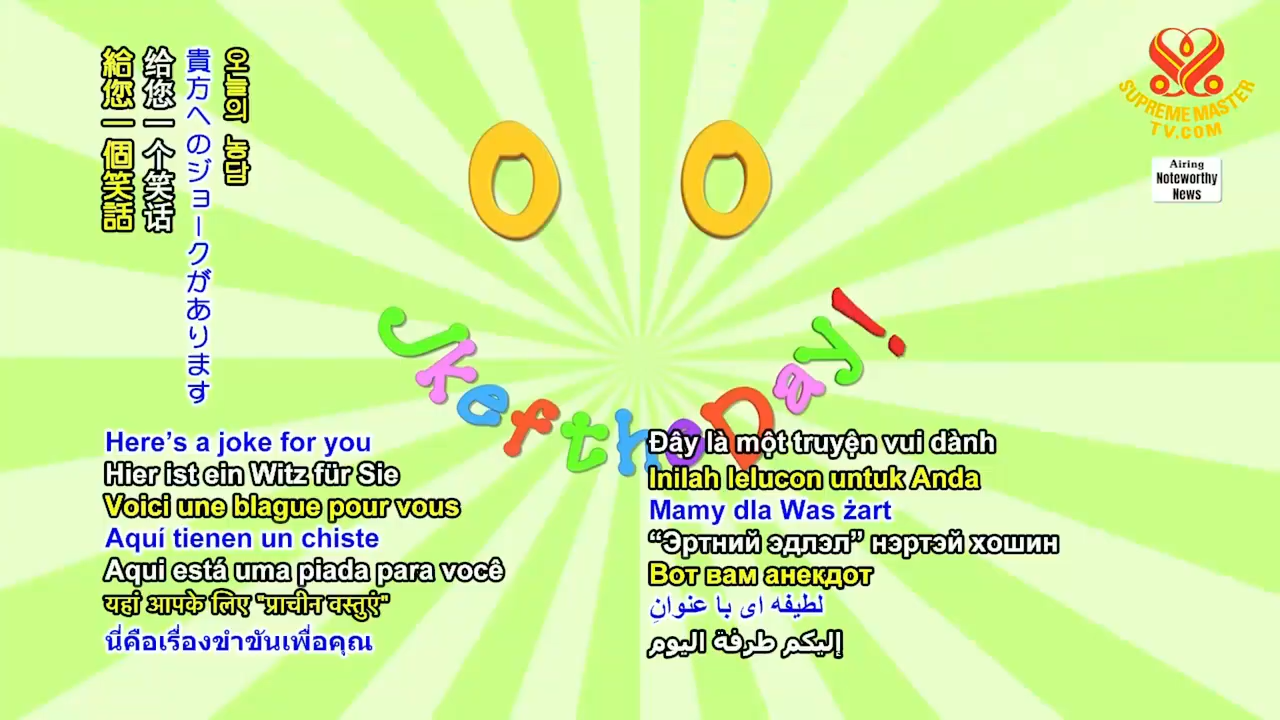 給您一個笑話
给您一个笑话
貴方へのジョークがあります
오늘의 농담
SUPREME MASTER
TV.COM
Airing
Noteworthy
News
O O
Jke of the Day!
Here’s a joke for you
Hier ist ein Witz für Sie
Voici une blague pour vous
Aquí tienen un chiste
Aqui está uma piada para você
यहां आपके लिए "प्राचीन वस्तुएं"
นี่คือเรื่องขำขันเพื่อคุณ
Đây là một truyện vui dành
Inilah lelucon untuk Anda
Mamy dla Was żart
“Эртний эдлэл” нэртэй хошин
Вот вам анекдот
لطیفه ای با عنوانِ
إليكم طرفة اليوم